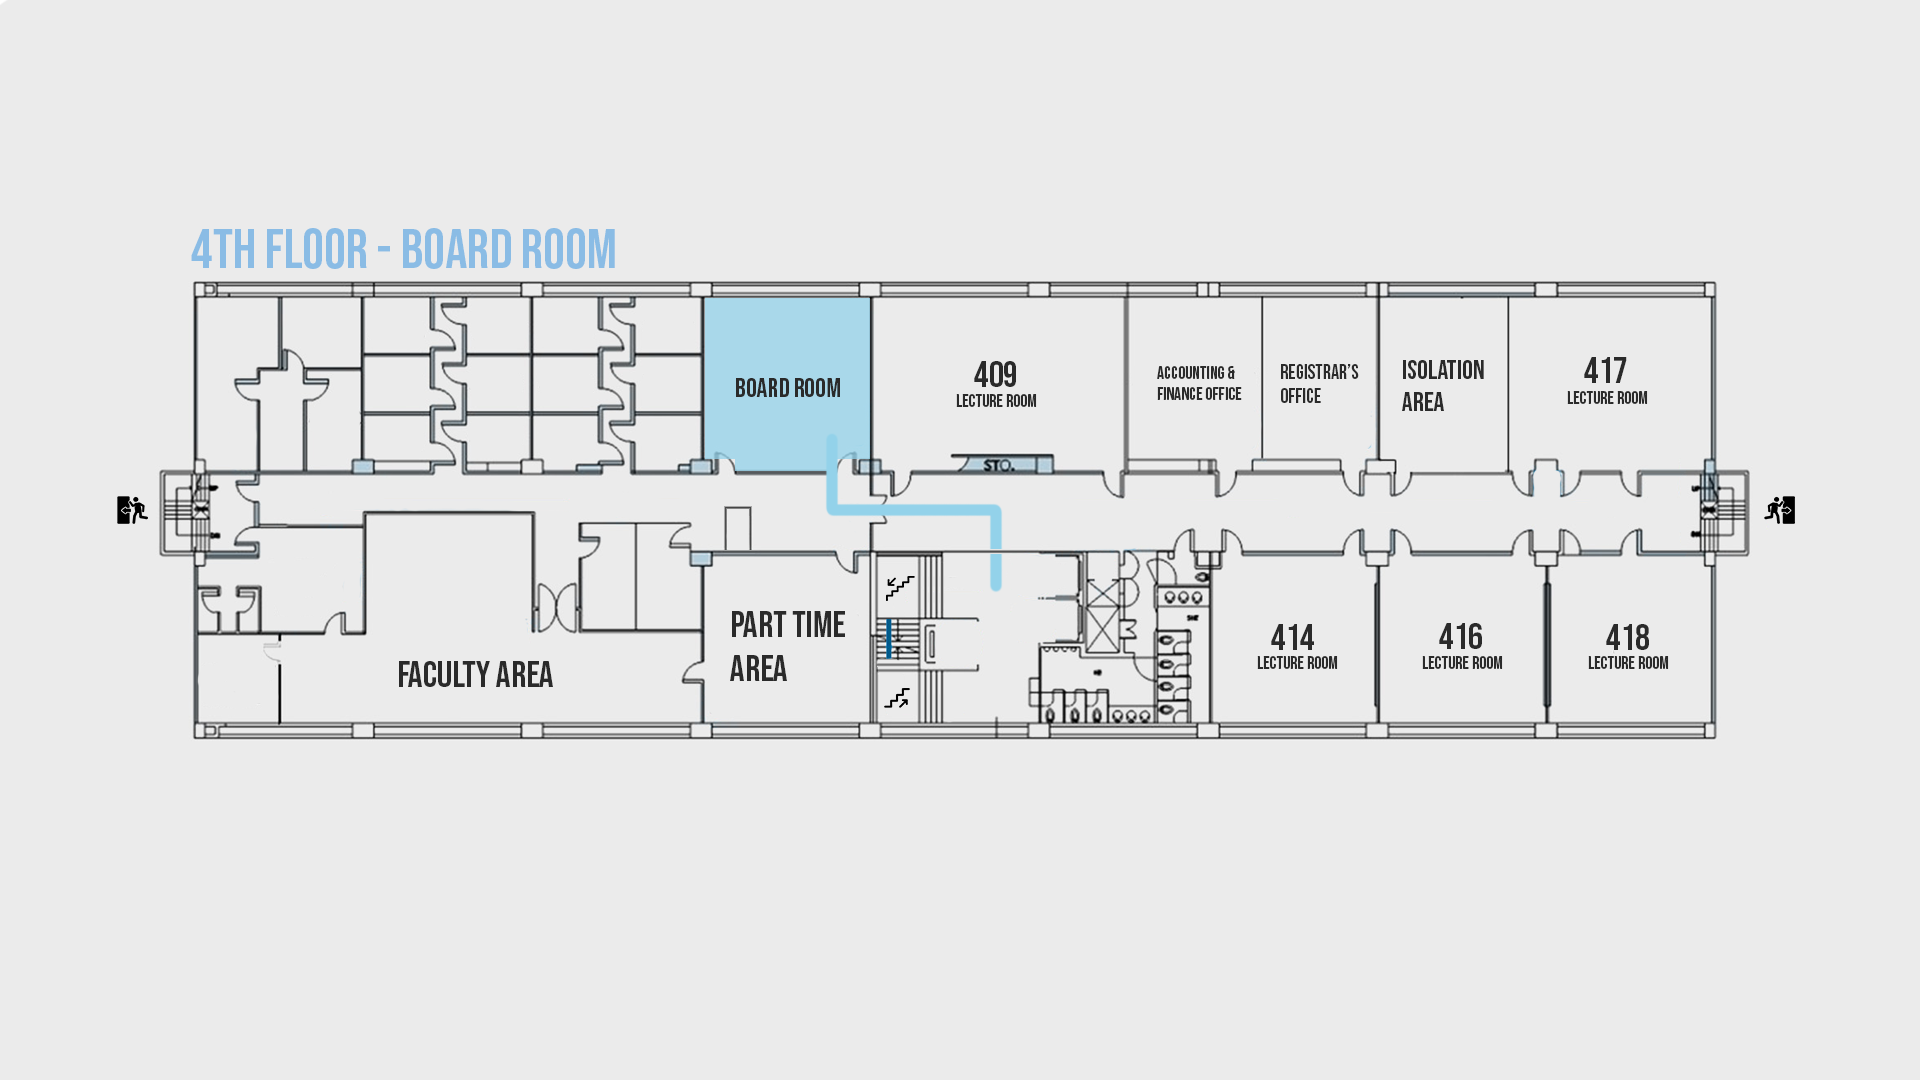 4TH FLOOR - BOARD ROOM
BOARD ROOM
409
LECTURE ROOM
STO.
ACCOUNTING &
FINANCE OFFICE
REGISTRAR'S
OFFICE
ISOLATION
AREA
417
LECTURE ROOM
FACULTY AREA
PART TIME
AREA
414
LECTURE ROOM
416
LECTURE ROOM
418
LECTURE ROOM